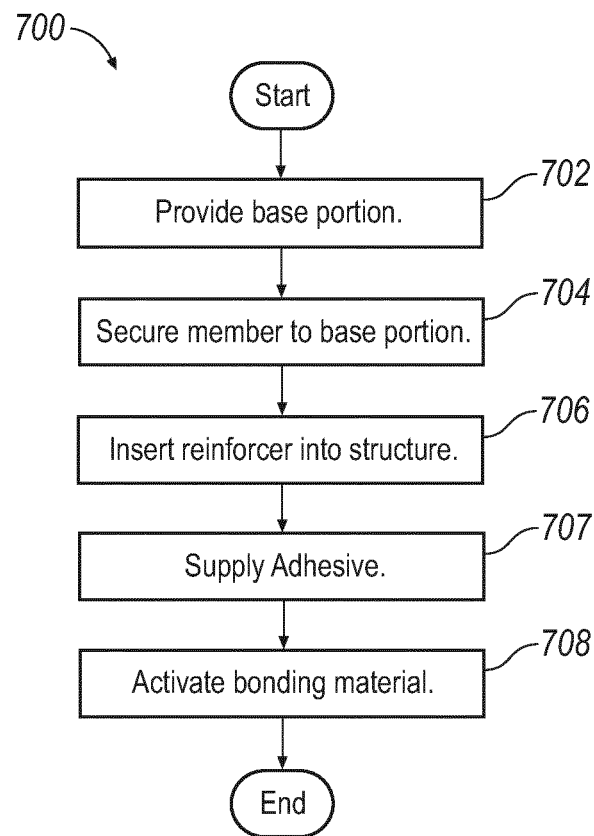 700
Start
702
Provide base portion.
704
Secure member to base portion.
706
Insert reinforcer into structure.
707
Supply Adhesive.
708
Activate bonding material.
End